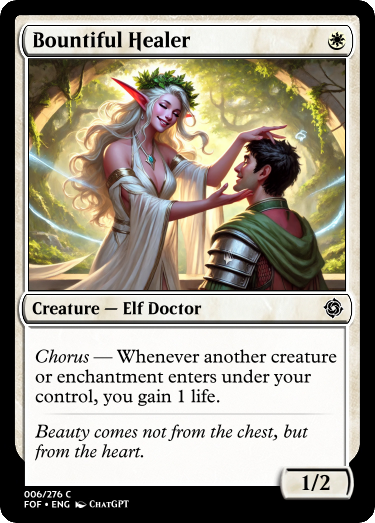 Bountiful Healer
Creature — Elf Doctor
Chorus — Whenever another creature
or enchantment enters under your
control, you gain 1 life.
Beauty comes not from the chest, but
from the heart.
006/276 C
FOF • ENG ChatGPT
1/2